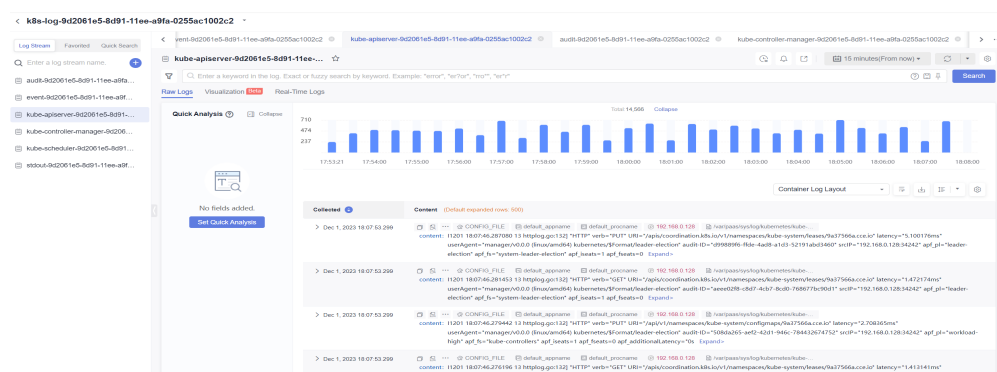 k8s-log-9d2061e5-8d91-11ee-a9fa-0255ac1002c2
Log Stream Favorited Quick Search
Enter a log stream name.
audit-9d2061e5-8d91-11ee-a9fa...
event-9d2061e5-8d91-11ee-a9f...
kube-apiserver-9d2061e5-8d91-...
kube-controller-manager-9d206...
kube-scheduler-9d2061e5-8d91...
stdout-9d2061e5-8d91-11ee-a9f...
vent-9d2061e5-8d91-11ee-a9fa-0255ac1002c2 kube-apiserver-9d2061e5-8d91-11ee-a9fa-0255ac1002c2 audit-9d2061e5-8d91-11ee-a9fa-0255ac1002c2 kube-controller-manager-9d2061e5-8d91-11ee-a9fa-0255ac1002c2
kube-apiserver-9d2061e5-8d91-11ee-...
15 minutes(From now)
Enter a keyword in the log. Exact or fuzzy search by keyword. Example: "error", "er?or", "rro*", "er*r"
Search
Raw Logs Visualization Beta Real-Time Logs
Quick Analysis Collapse
No fields added.
Set Quick Analysis
Total 14,566 Collapse
710
474
237
17:53:21 17:54:00 17:55:00 17:56:00 17:57:00 17:58:00 17:59:00 18:00:00 18:01:00 18:02:00 18:03:00 18:04:00 18:05:00 18:06:00 18:07:00 18:08:00
Container Log Layout
Collected Content (Default expanded rows: 500)
Dec 1, 2023 18:07:53.299 CONFIG_FILE default_appname default_procname 192.168.0.128 /var/paas/sys/log/kubernetes/kube-...
content: I1201 18:07:46.287080 13 httplog.go:132] "HTTP" verb="PUT" URI="/apis/coordination.k8s.io/v1/namespaces/kube-system/leases/9a37566a.cce.io" latency="5.100176ms"
userAgent="manager/v0.0.0 (linux/amd64) kubernetes/$Format/leader-election" audit-ID="d99889f6-ffde-4ad8-a1d3-52191abd3460" srcIP="192.168.0.128:34242" apf_pl="leader-
election" apf_fs="system-leader-election" apf_iseats=1 apf_fseats=0 Expand
Dec 1, 2023 18:07:53.299 CONFIG_FILE default_appname default_procname 192.168.0.128 /var/paas/sys/log/kubernetes/kube-...
content: I1201 18:07:46.281453 13 httplog.go:132] "HTTP" verb="GET" URI="/apis/coordination.k8s.io/v1/namespaces/kube-system/leases/9a37566a.cce.io" latency="1.472174ms"
userAgent="manager/v0.0.0 (linux/amd64) kubernetes/$Format/leader-election" audit-ID="aeee02f8-c8d7-4cb7-8cd0-768677bc90d1" srcIP="192.168.0.128:34242" apf_pl="leader-
election" apf_fs="system-leader-election" apf_iseats=1 apf_fseats=0 Expand
Dec 1, 2023 18:07:53.299 CONFIG_FILE default_appname default_procname 192.168.0.128 /var/paas/sys/log/kubernetes/kube-...
content: I1201 18:07:46.279442 13 httplog.go:132] "HTTP" verb="PUT" URI="/api/v1/namespaces/kube-system/configmaps/9a37566a.cce.io" latency="2.708365ms"
userAgent="manager/v0.0.0 (linux/amd64) kubernetes/$Format/leader-election" audit-ID="508da265-aef2-42d1-946c-784432674752" srcIP="192.168.0.128:34242" apf_pl="workload-
high" apf_fs="kube-controllers" apf_iseats=1 apf_fseats=0 apf_additionalLatency="0s Expand
Dec 1, 2023 18:07:53.299 CONFIG_FILE default_appname default_procname 192.168.0.128 /var/paas/sys/log/kubernetes/kube-...
content: I1201 18:07:46.276196 13 httplog.go:132] "HTTP" verb="GET" URI="/apis/coordination.k8s.io/v1/namespaces/kube-system/leases/9a37566a.cce.io" latency="1.413141ms"